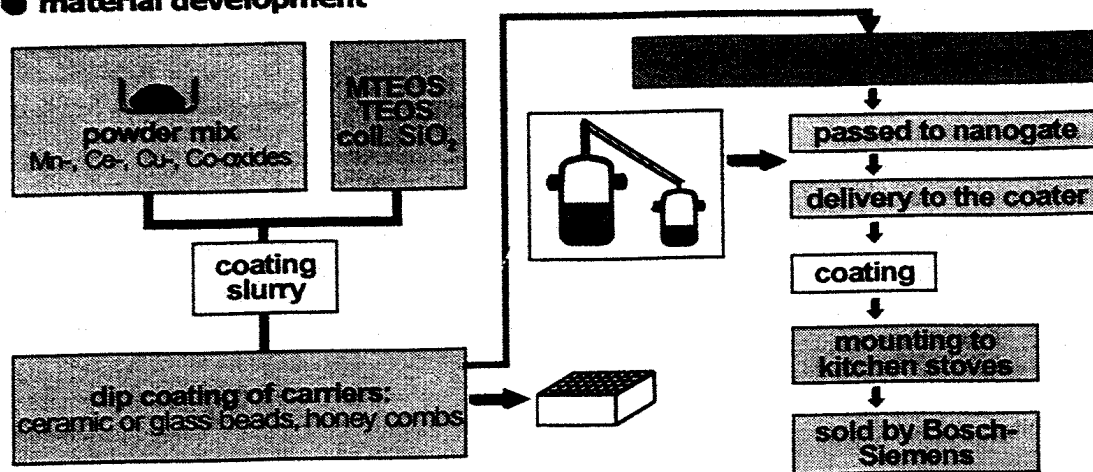 material development
powder mix
Mn-, Ce-, Cu-, Co-oxides
MTEOS
TEOS
coll. SiO₂
coating
slurry
dip coating of carriers:
ceramic or glass beads, honey combs
passed to nanogate
delivery to the coater
coating
mounting to
kitchen stoves
sold by Bosch-
Siemens